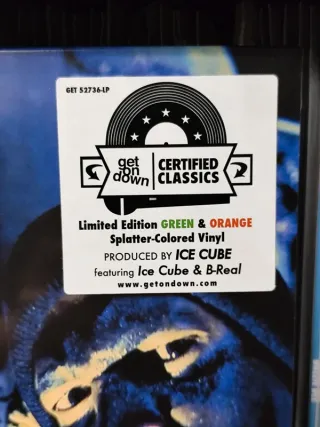 GET 52736-LP
get on down
CERTIFIED
CLASSICS
Limited Edition GREEN & ORANGE
Splatter-Colored Vinyl
PRODUCED BY ICE CUBE
featuring Ice Cube & B-Real
www.getondown.com